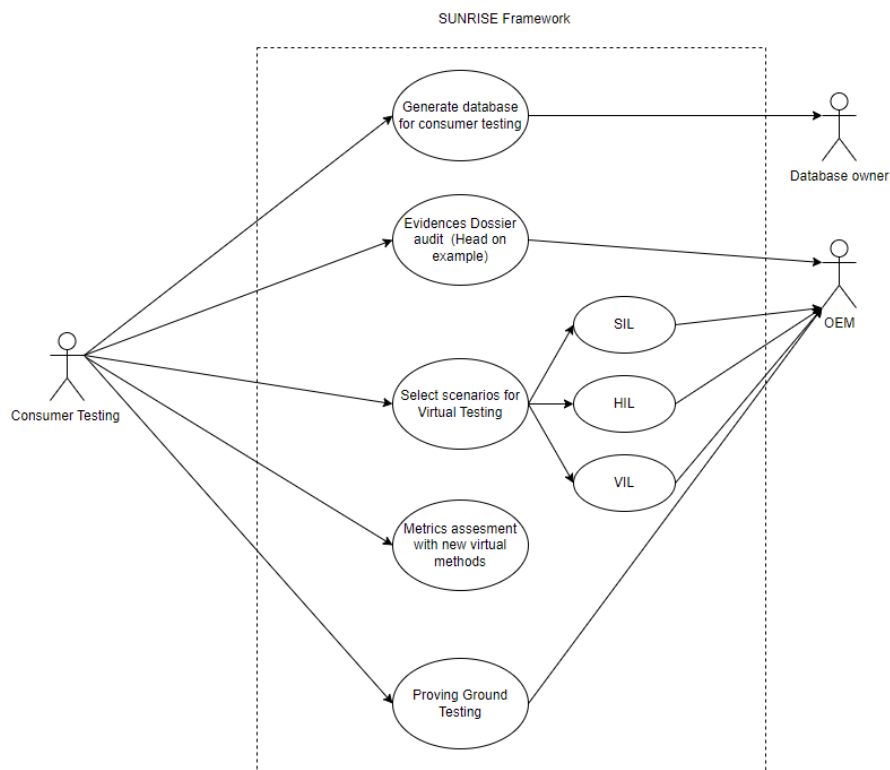 SUNRISE Framework
Generate database
for consumer testing
Database owner
Evidences Dossier
audit (Head on
example)
OEM
SIL
Consumer Testing
Select scenarios for
Virtual Testing
HIL
VIL
Metrics assesment
with new virtual
methods
Proving Ground
Testing